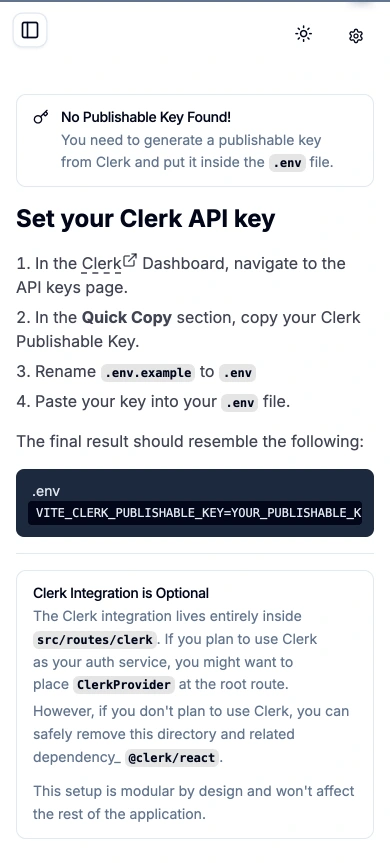 No Publishable Key Found!
You need to generate a publishable key
from Clerk and put it inside the .env file.
Set your Clerk API key
1. In the Clerk Dashboard, navigate to the
API keys page.
2. In the Quick Copy section, copy your Clerk
Publishable Key.
3. Rename .env.example to .env
4. Paste your key into your .env file.
The final result should resemble the following:
.env
VITE_CLERK_PUBLISHABLE_KEY=YOUR_PUBLISHABLE_K
Clerk Integration is Optional
The Clerk integration lives entirely inside
src/routes/clerk. If you plan to use Clerk
as your auth service, you might want to
place ClerkProvider at the root route.
However, if you don't plan to use Clerk, you can
safely remove this directory and related
dependency_ @clerk/react.
This setup is modular by design and won't affect
the rest of the application.